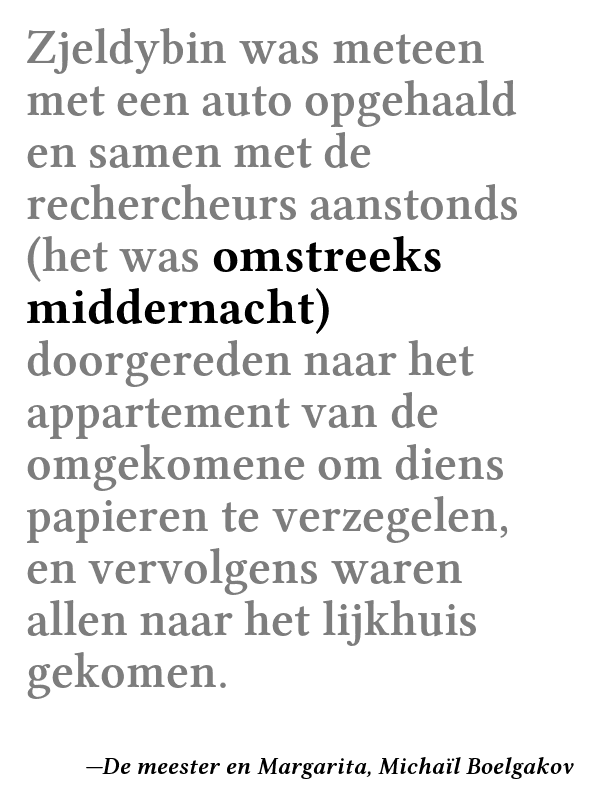 Zjeldybin was meteen
met een auto opgehaald
en samen met de
rechercheurs aanstonds
(het was omstreeks
middernacht)
doorgereden naar het
appartement van de
omgekomene om diens
papieren te verzegelen,
en vervolgens waren
allen naar het lijkhuis
gekomen.
—De meester en Margarita, Michaïl Boelgakov